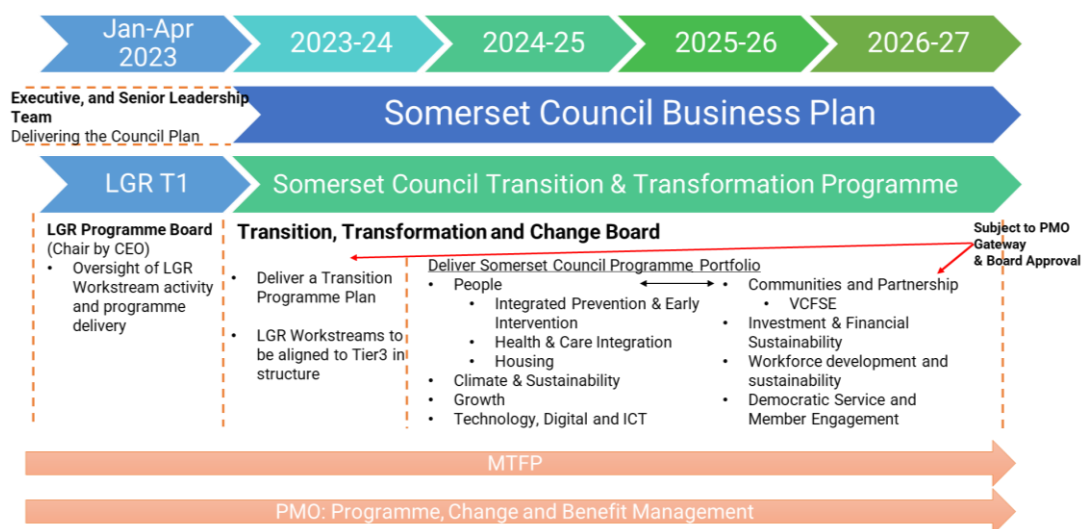 Jan-Apr
2023
2023-24
2024-25
2025-26
2026-27
Executive, and Senior Leadership
Team
Delivering the Council Plan
Somerset Council Business Plan
LGR T1
Somerset Council Transition & Transformation Programme
LGR Programme Board
(Chair by CEO)
• Oversight of LGR
Workstream activity
and programme
delivery
Transition, Transformation and Change Board
Subject to PMO
Gateway
& Board Approval
• Deliver a Transition
Programme Plan
• LGR Workstreams to
be aligned to Tier3 in
structure
Deliver Somerset Council Programme Portfolio
• People
• Integrated Prevention & Early
Intervention
• Health & Care Integration
• Housing
• Climate & Sustainability
• Growth
• Technology, Digital and ICT
• Communities and Partnership
• VCFSE
• Investment & Financial
Sustainability
• Workforce development and
sustainability
• Democratic Service and
Member Engagement
MTFP
PMO: Programme, Change and Benefit Management